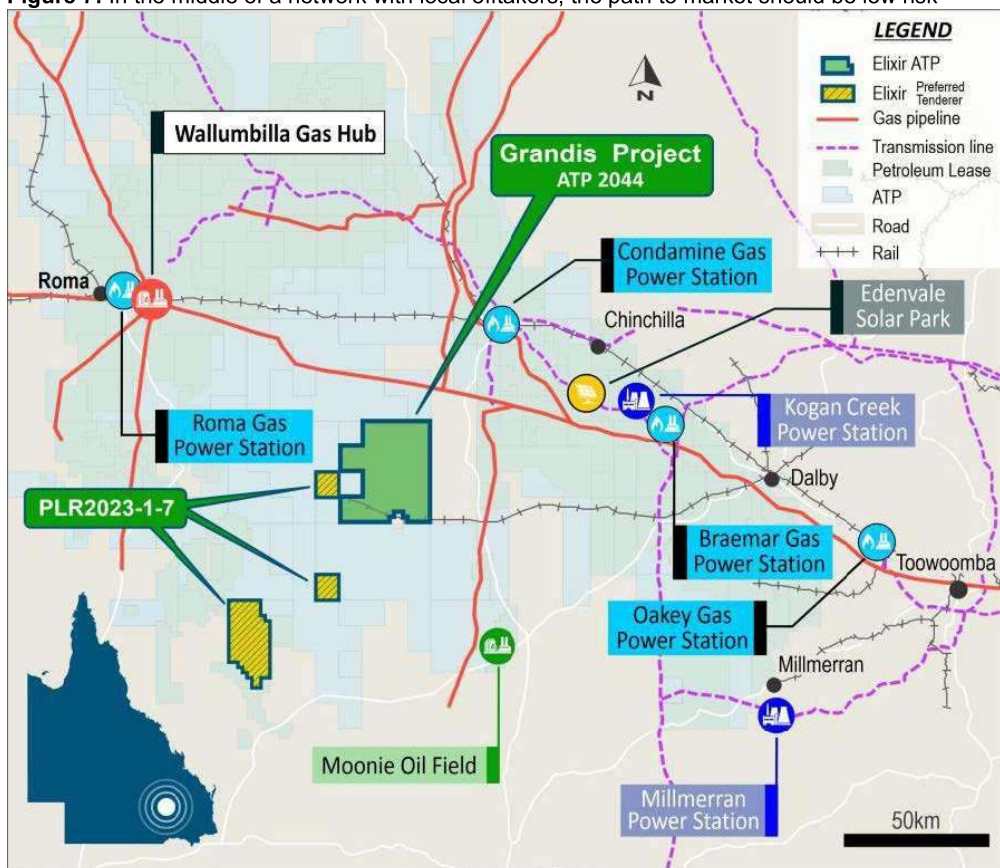 Figure 7: In the middle of a network with local offtakers, the path to market should be low risk
LEGEND
Elixir ATP
Elixir Preferred Tenderer
Gas pipeline
Transmission line
Petroleum Lease
ATP
Road
Rail
N
Wallumbilla Gas Hub
Grandis Project
ATP 2044
Condamine Gas
Power Station
Edenvale
Solar Park
Roma
Chinchilla
Roma Gas
Power Station
Kogan Creek
Power Station
Dalby
PLR2023-1-7
Braemar Gas
Power Station
Toowoomba
Oakey Gas
Power Station
Millmerran
Moonie Oil Field
Millmerran
Power Station
50km